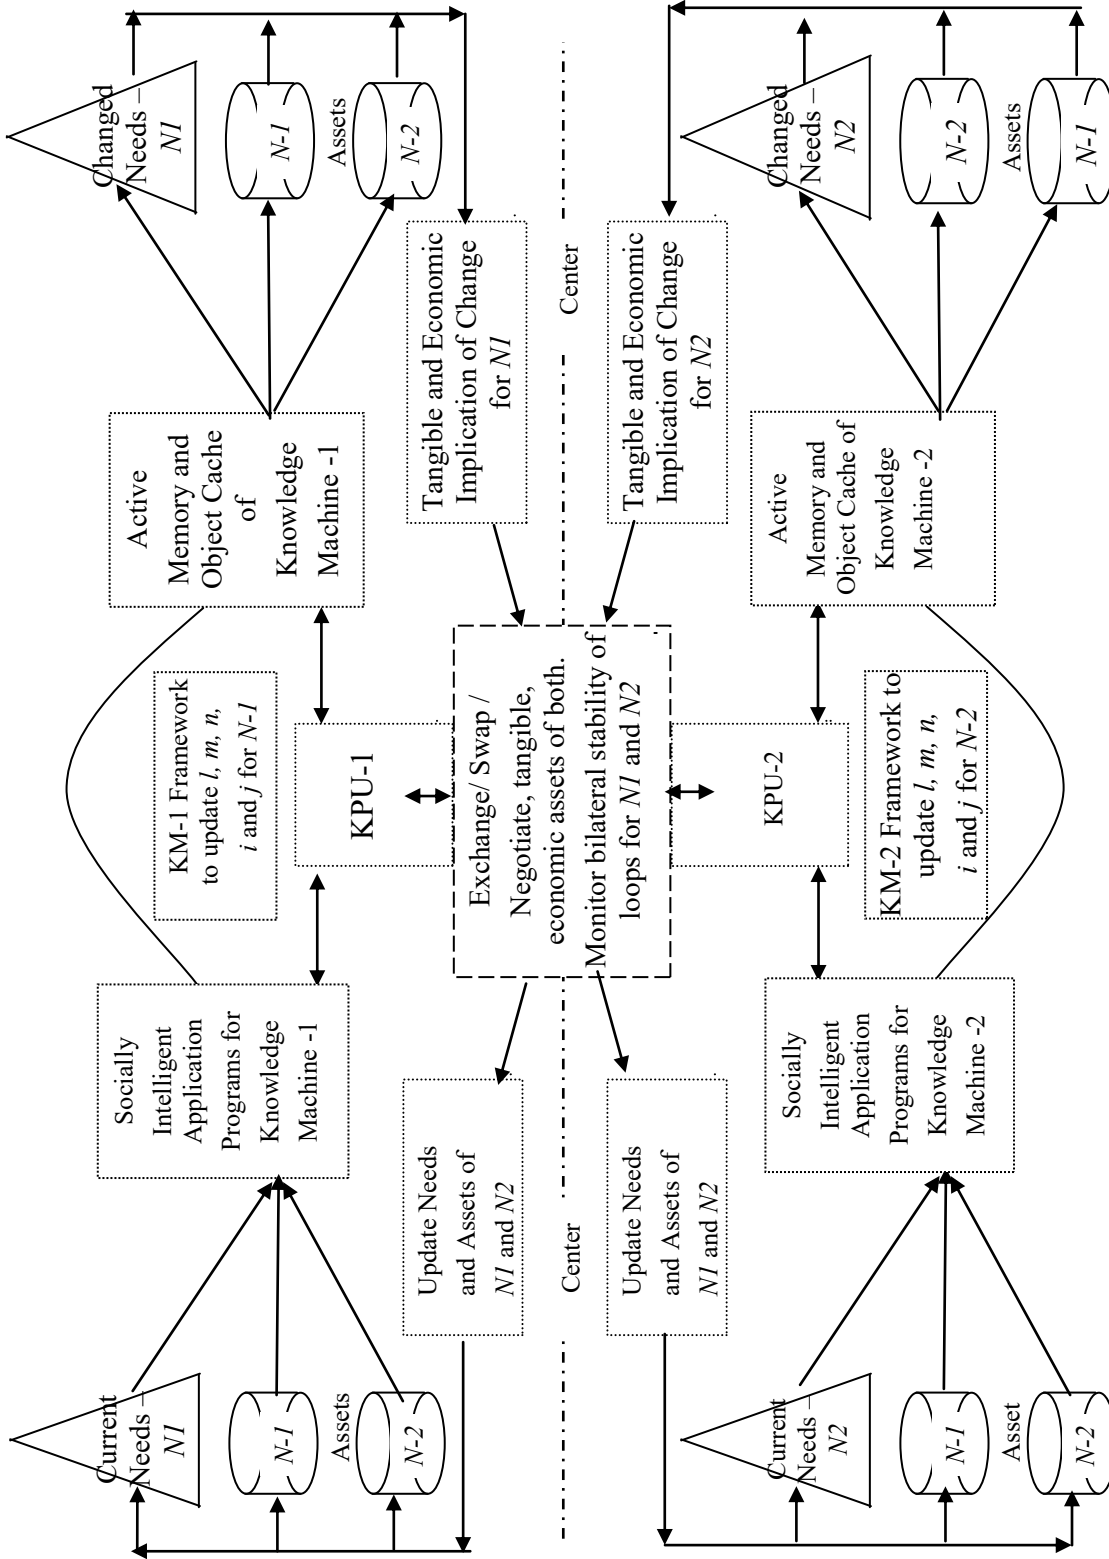 Current
Needs –
N1
N-1
Assets
N-2
Socially
Intelligent
Application
Programs for
Knowledge
Machine -1
KM-1 Framework
to update l, m, n,
i and j for N-1
KPU-1
Active
Memory and
Object Cache
of
Knowledge
Machine -1
Changed
Needs –
N1
N-1
Assets
N-2
Update Needs
and Assets of
N1 and N2
Tangible and Economic
Implication of Change
for N1
Center
Exchange/ Swap /
Negotiate, tangible,
economic assets of both.
Monitor bilateral stability of
loops for N1 and N2
Center
Update Needs
and Assets of
N1 and N2
Tangible and Economic
Implication of Change
for N2
Current
Needs –
N2
N-1
Asset
N-2
Socially
Intelligent
Application
Programs for
Knowledge
Machine -2
KPU-2
KM-2 Framework to
update l, m, n,
i and j for N-2
Active
Memory and
Object Cache of
Knowledge
Machine -2
Changed
Needs –
N2
N-2
Assets
N-1